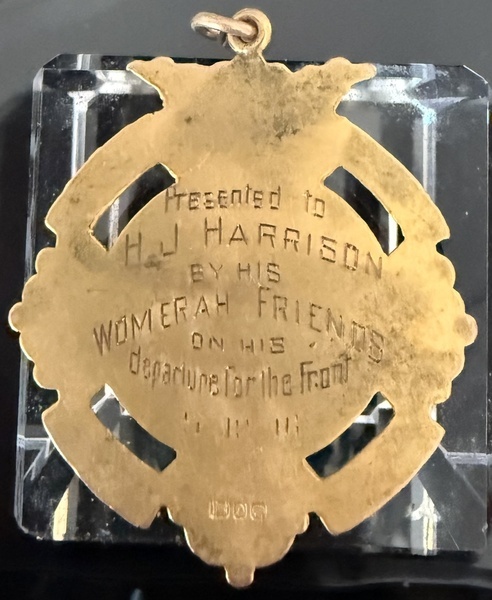 Presented to
H.J HARRISON
BY HIS
WOMERAH FRIENDS
ON HIS
departure for the Front